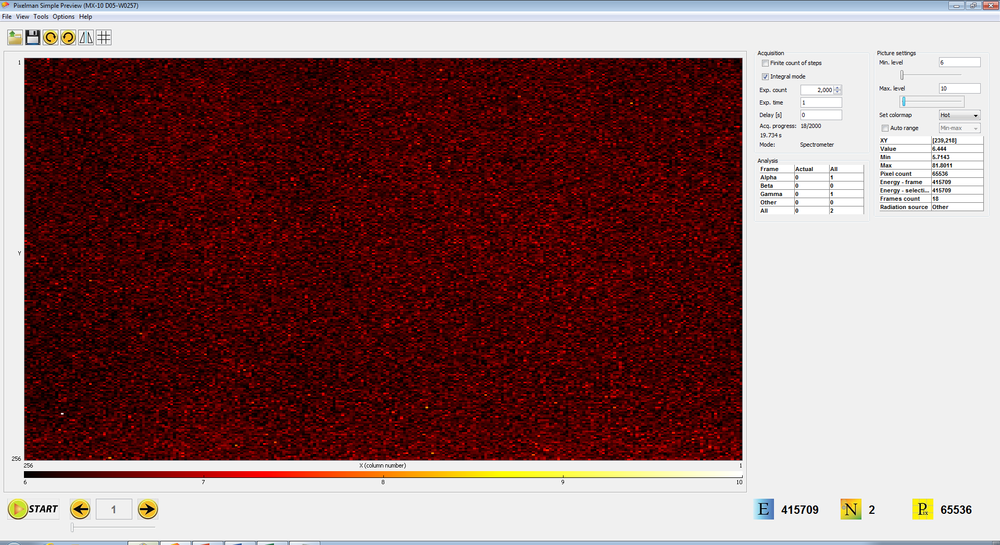 Pixelman Simple Preview (MX-10 D05-W0257)
File View Tools Options Help
1
Y
256
256 X (column number) 1
6 7 8 9 10
START
1
Acquisition
Finite count of steps
Integral mode
Exp. count 2,000
Exp. time 1
Delay [s] 0
Acq. progress: 18/2000
19.734 s
Mode: Spectrometer
Analysis
Frame Actual All
Alpha 0 1
Beta 0 0
Gamma 0 1
Other 0 0
All 0 2
Picture settings
Min. level 6
Max. level 10
Set colormap Hot
Auto range Min-max
XY [239,218]
Value 6.444
Min 5.7143
Max 81.8011
Pixel count 65536
Energy - frame 415709
Energy - selecti... 415709
Frames count 18
Radiation source Other
E 415709
N 2
Pix 65536